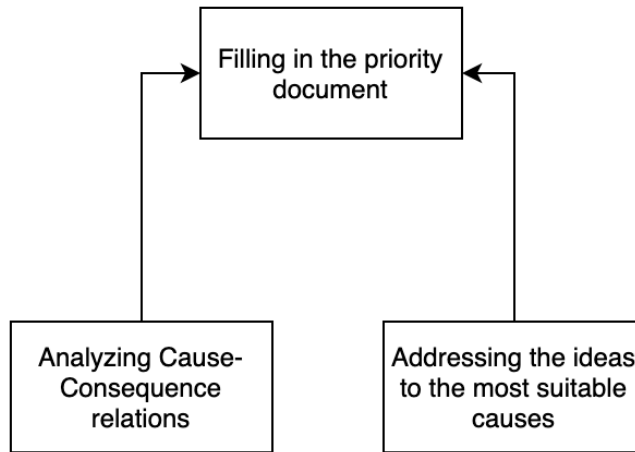 Filling in the priority
document
Analyzing Cause-
Consequence
relations
Addressing the ideas
to the most suitable
causes